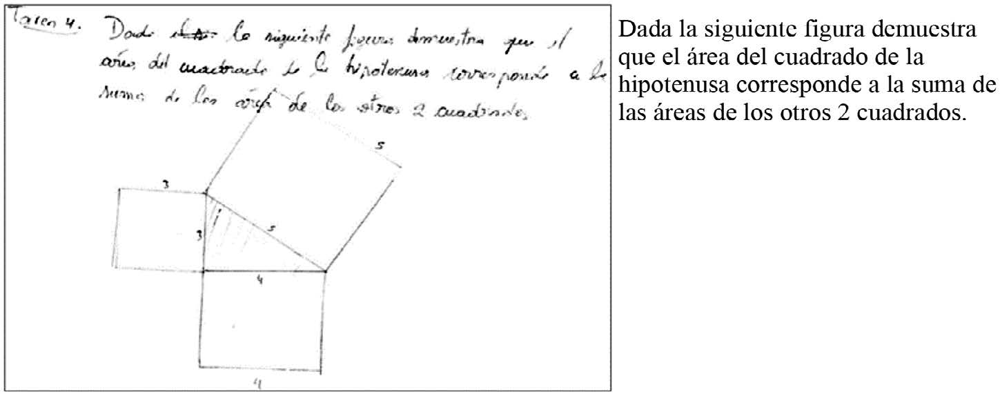 Tarea 4.
Dada la siguiente figura demuestra que el
área del cuadrado de la hipotenusa corresponde a la
suma de las áreas de los otros 2 cuadrados.
5
3
3
5
4
4
Dada la siguiente figura demuestra
que el área del cuadrado de la
hipotenusa corresponde a la suma de
las áreas de los otros 2 cuadrados.